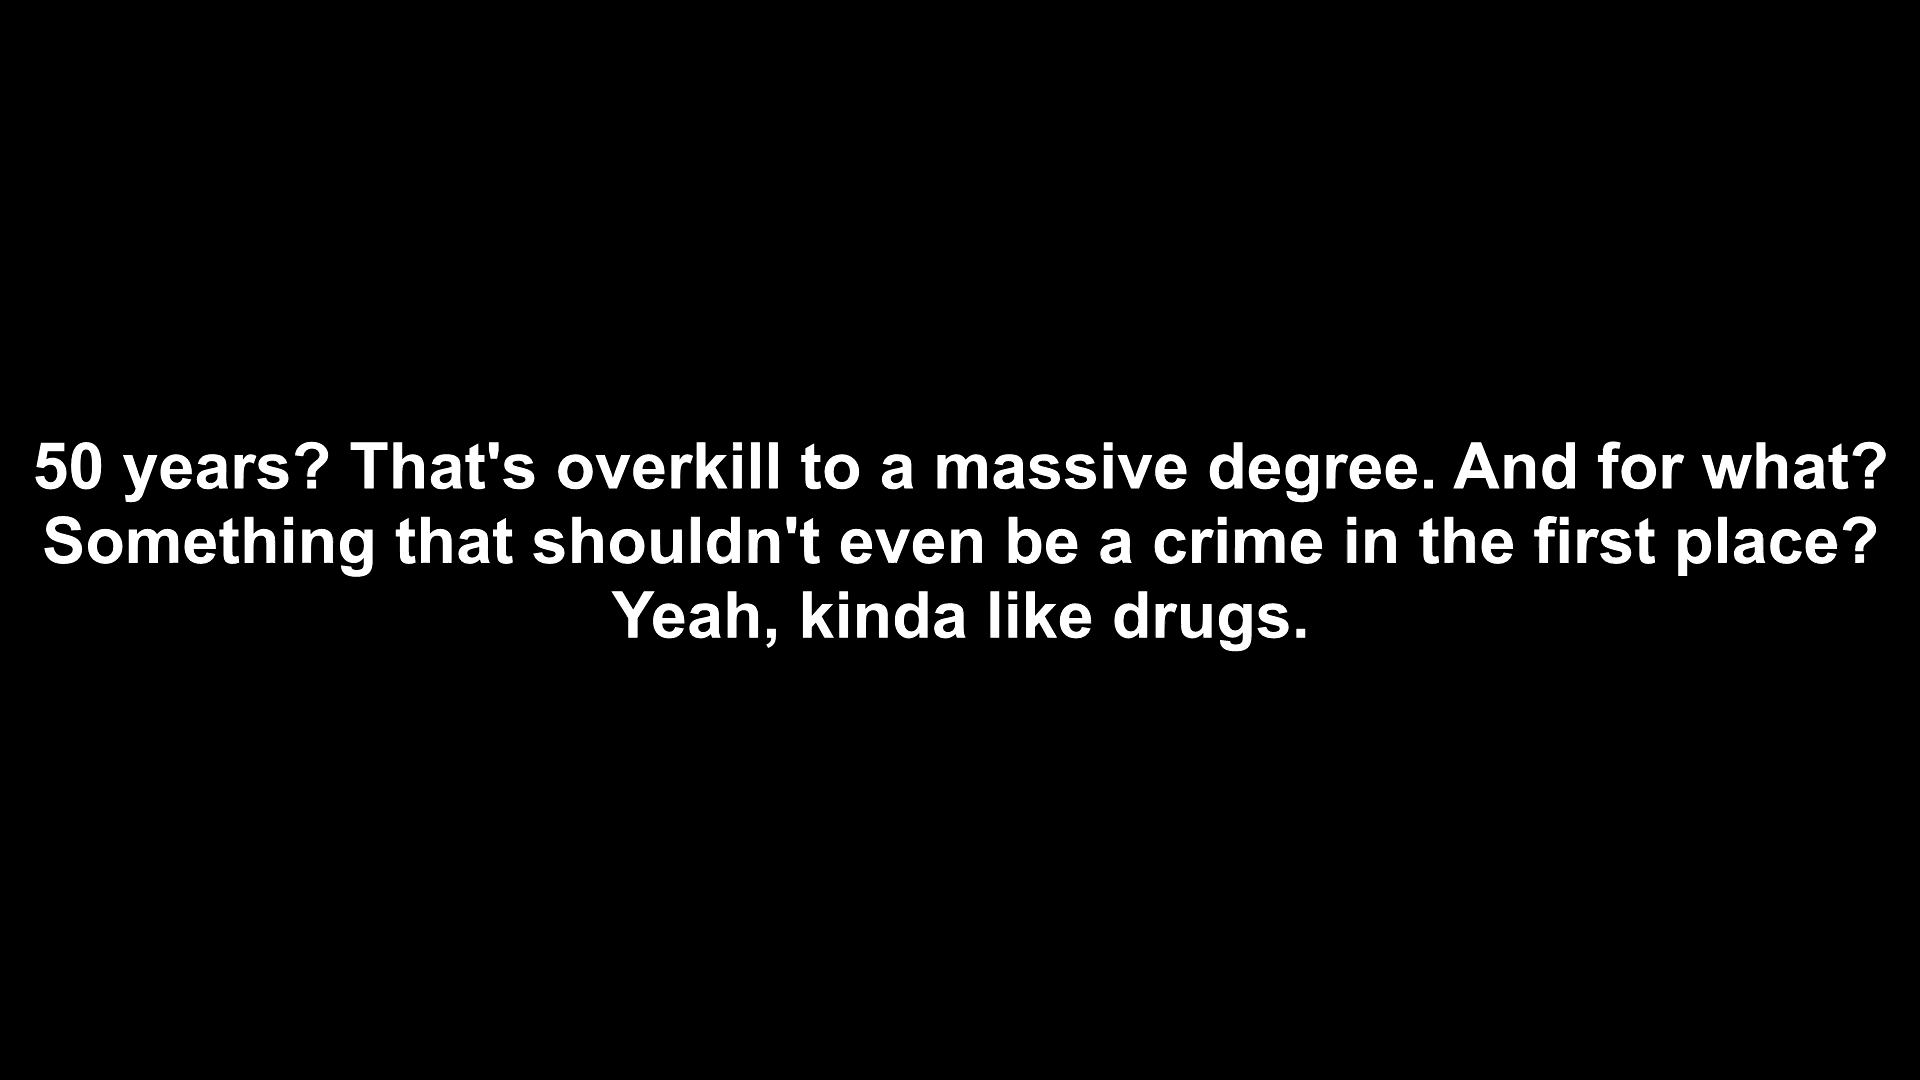 50 years? That's overkill to a massive degree. And for what?
Something that shouldn't even be a crime in the first place?
Yeah, kinda like drugs.